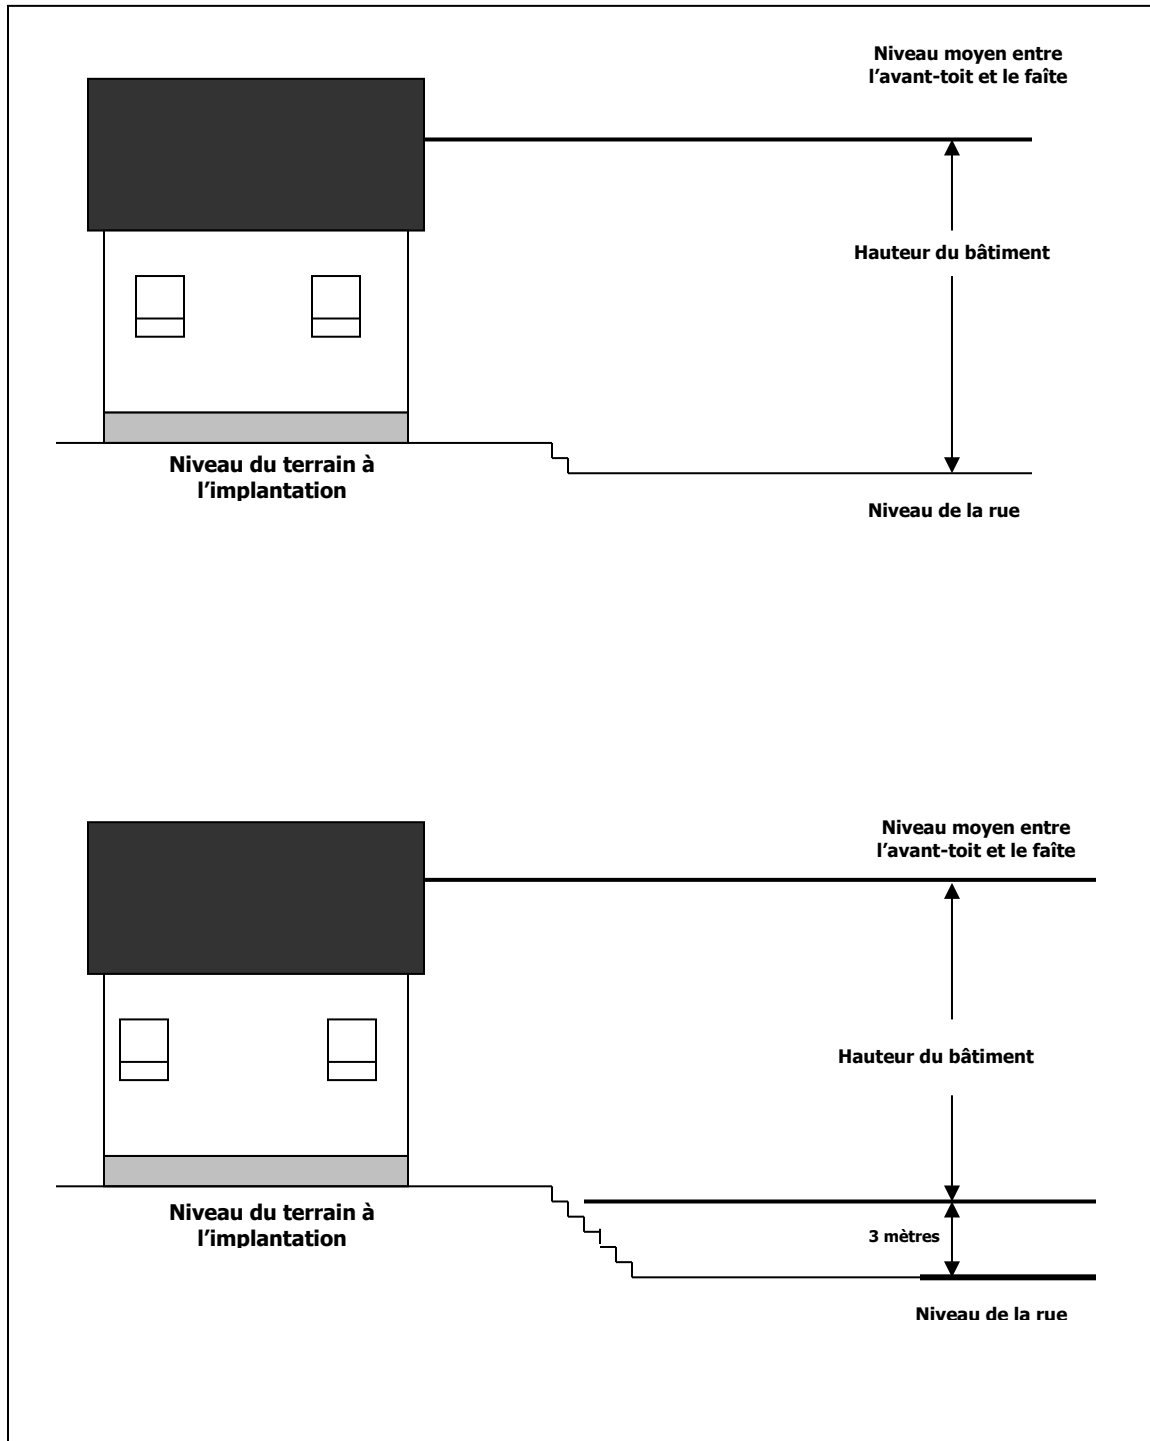 Niveau moyen entre
l'avant-toit et le faîte
Hauteur du bâtiment
Niveau du terrain à
l'implantation
Niveau de la rue
Niveau moyen entre
l'avant-toit et le faîte
Hauteur du bâtiment
Niveau du terrain à
l'implantation
3 mètres
Niveau de la rue